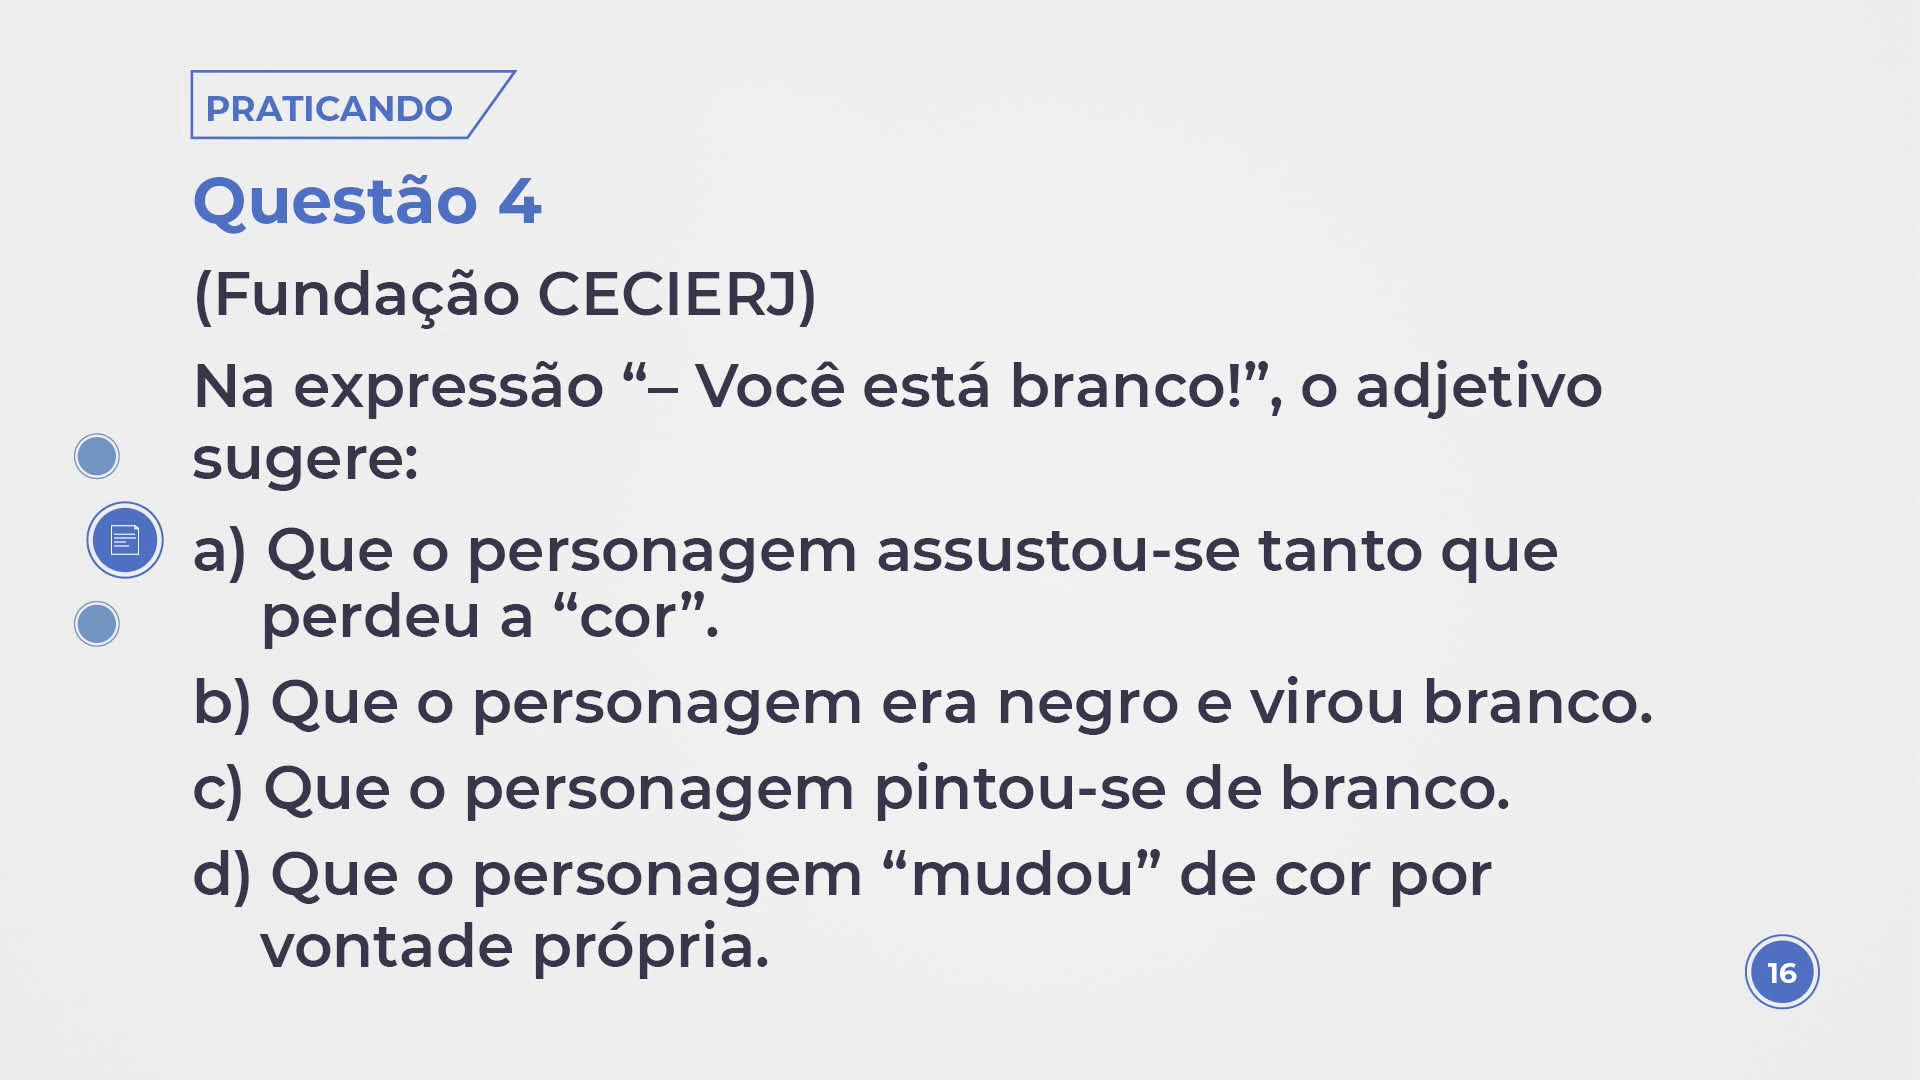 PRATICANDO
Questão 4
(Fundação CECIERJ)
Na expressão “– Você está branco!”, o adjetivo
sugere:
a) Que o personagem assustou-se tanto que
perdeu a “cor”.
b) Que o personagem era negro e virou branco.
c) Que o personagem pintou-se de branco.
d) Que o personagem “mudou” de cor por
vontade própria.
16